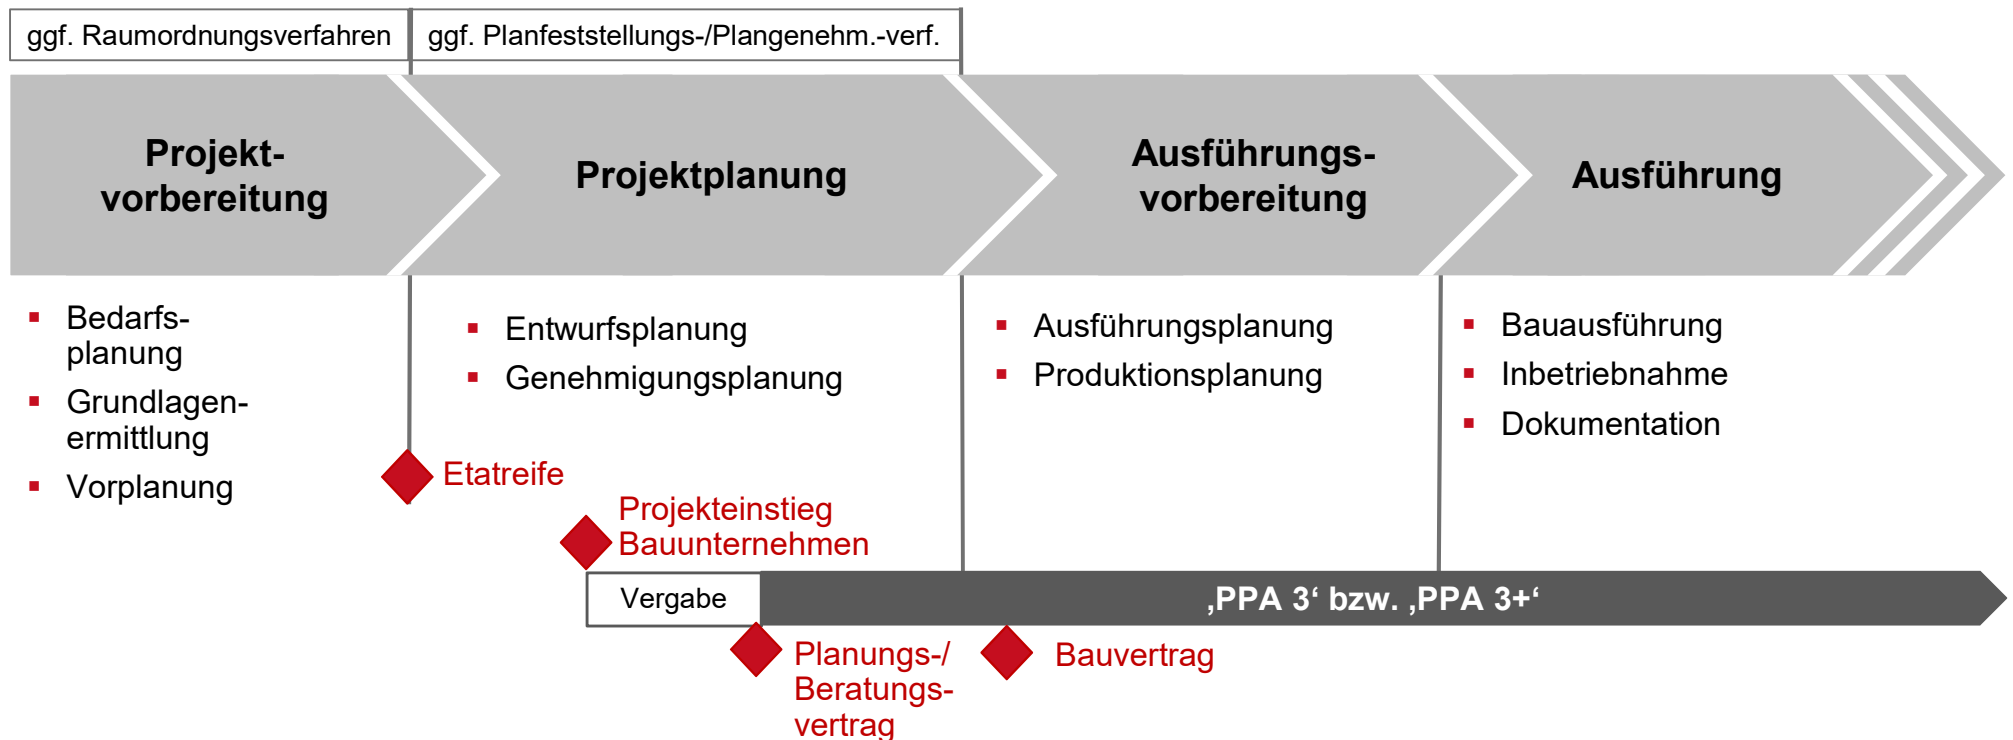 ggf. Raumordnungsverfahren
ggf. Planfeststellungs-/Plangenehm.-verf.
Projekt-
vorbereitung
Projektplanung
Ausführungs-
vorbereitung
Ausführung
▪ Bedarfs-
planung
▪ Grundlagen-
ermittlung
▪ Vorplanung
▪ Entwurfsplanung
▪ Genehmigungsplanung
▪ Ausführungsplanung
▪ Produktionsplanung
▪ Bauausführung
▪ Inbetriebnahme
▪ Dokumentation
Etatreife
Projekteinstieg
Bauunternehmen
Vergabe
‚PPA 3‘ bzw. ‚PPA 3+‘
Planungs-/
Beratungs-
vertrag
Bauvertrag